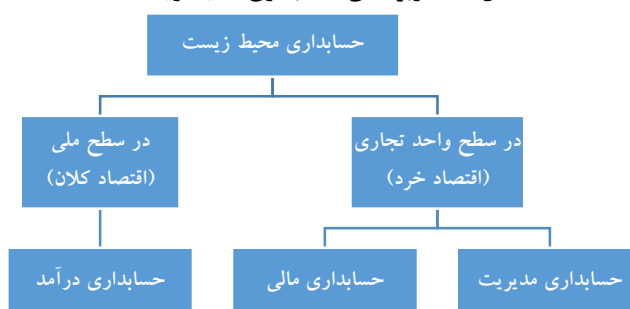 حسابداری محیط زیست
در سطح واحد تجاری
(اقتصاد خرد)
در سطح ملی
(اقتصاد کلان)
حسابداری مدیریت
حسابداری مالی
حسابداری درآمد